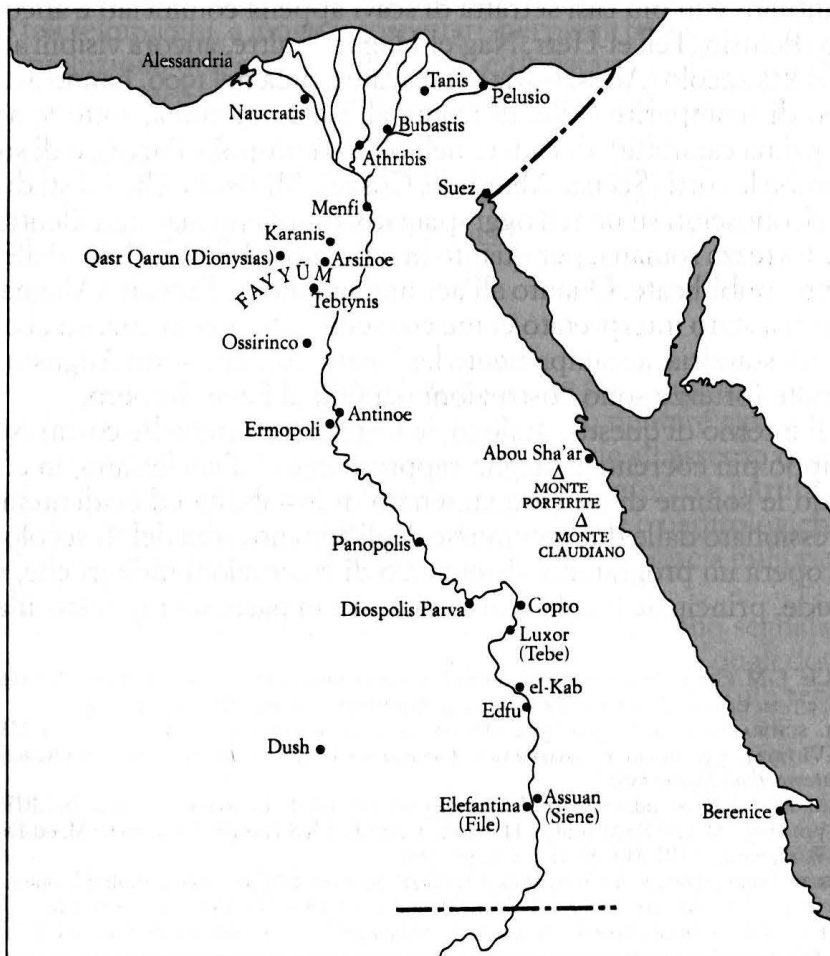 Alessandria
Tanis
Pelusio
Naucratis
Bubastis
Athribis
Suez
Menfi
Karanis
Qasr Qarun (Dionysias)
Arsinoe
FAYYŪM
Tebtynis
Ossirinco
Antinoe
Ermopoli
Abou Sha'ar
MONTE
PORFIRITE
MONTE
CLAUDIANO
Panopolis
Diospolis Parva
Copto
Luxor
(Tebe)
el-Kab
Edfu
Dush
Elefantina
(File)
Assuan
(Siene)
Berenice